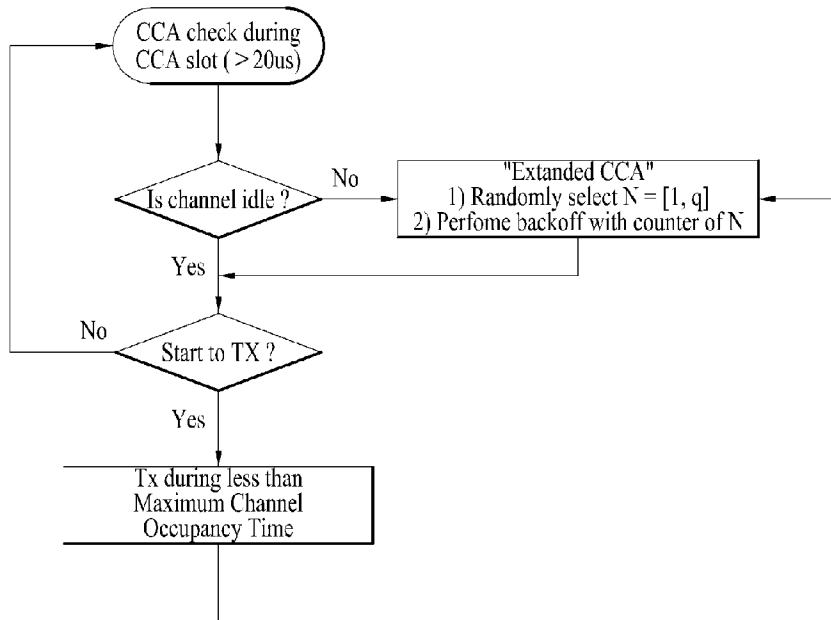 CCA check during
CCA slot (>20us)
Is channel idle ?
No
"Extanded CCA"
1) Randomly select N = [1, q]
2) Perfome backoff with counter of N
Yes
No
Start to TX ?
Yes
Tx during less than
Maximum Channel
Occupancy Time